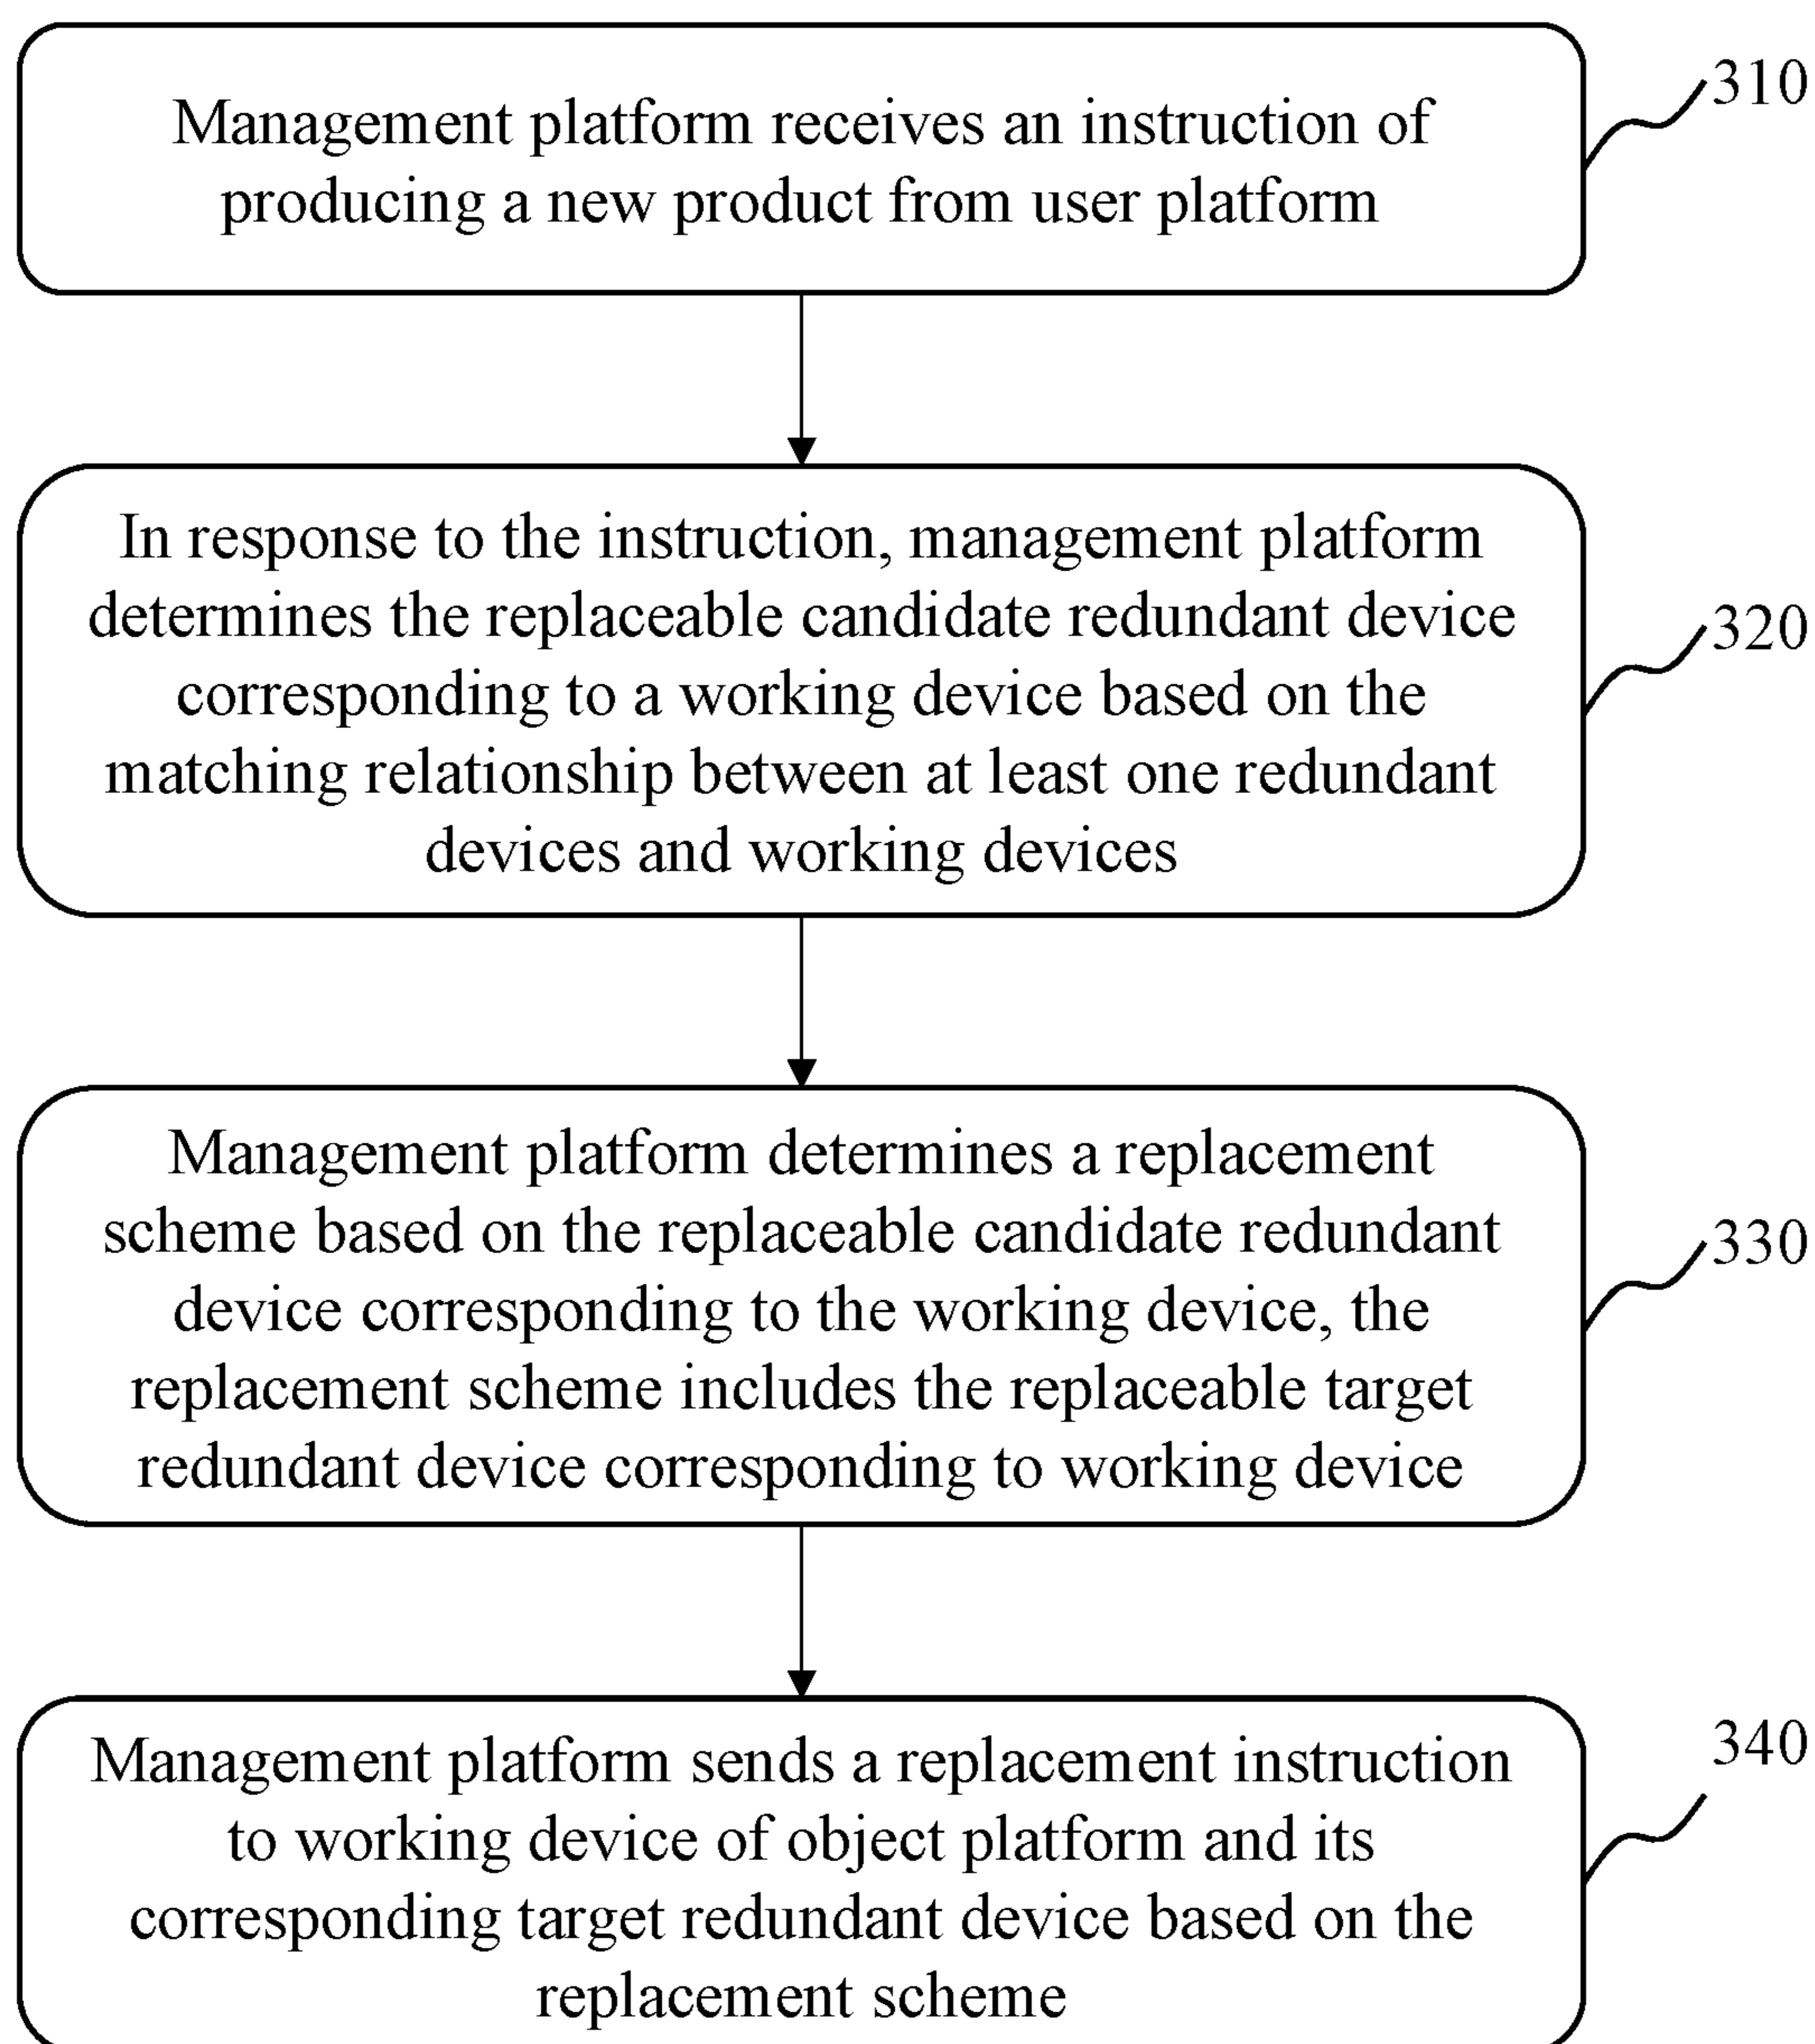 Management platform receives an instruction of
producing a new product from user platform
310
In response to the instruction, management platform
determines the replaceable candidate redundant device
corresponding to a working device based on the
matching relationship between at least one redundant
devices and working devices
320
Management platform determines a replacement
scheme based on the replaceable candidate redundant
device corresponding to the working device, the
replacement scheme includes the replaceable target
redundant device corresponding to working device
330
Management platform sends a replacement instruction
to working device of object platform and its
corresponding target redundant device based on the
replacement scheme
340